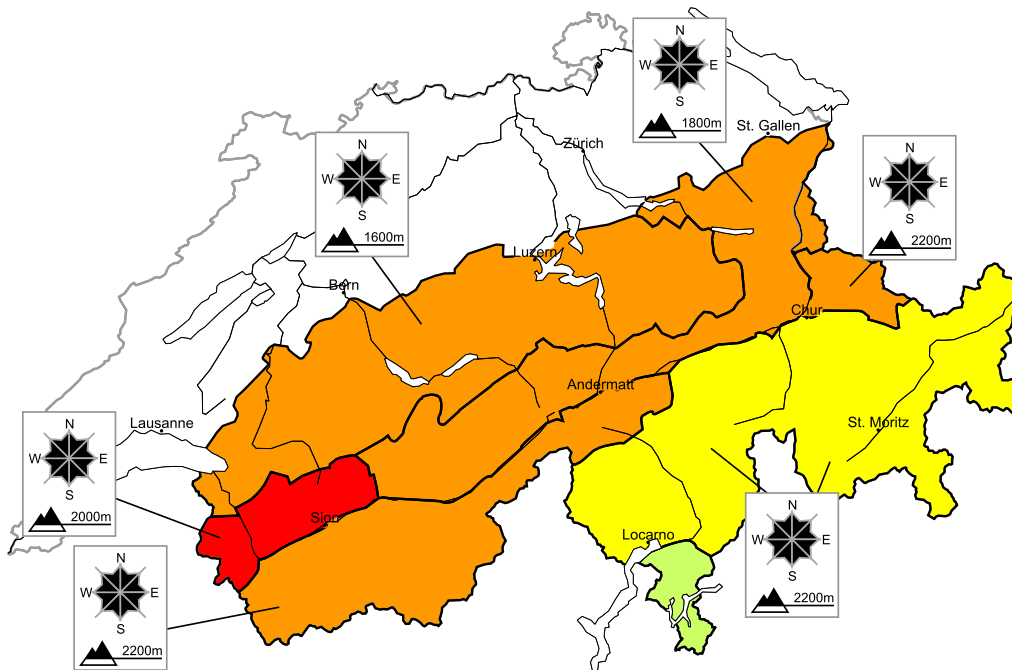 N
W E
S
1800m
St. Gallen
Zürich
N
W E
S
1600m
N
W E
S
2200m
Luzern
Bern
Chur
Andermatt
Lausanne
St. Moritz
N
W E
S
2000m
Sion
Locarno
N
W E
S
2200m
N
W E
S
2200m